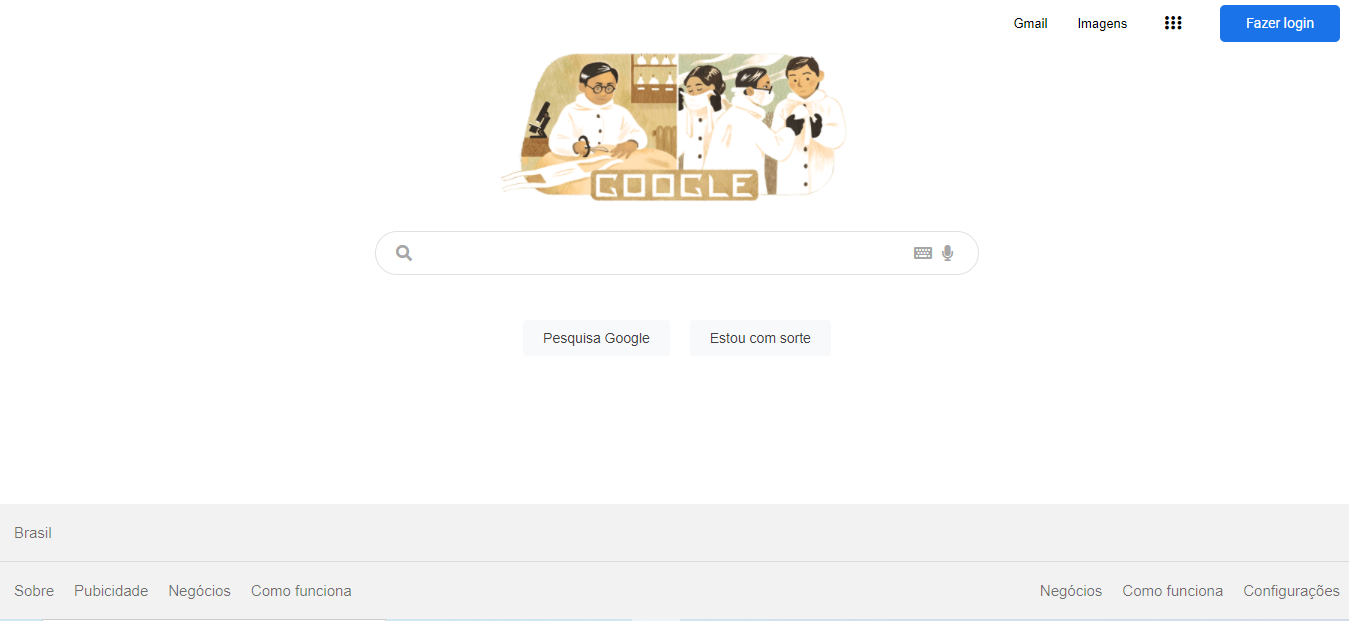 Gmail Imagens Fazer login
GOOGLE
Pesquisa Google Estou com sorte
Brasil
Sobre Pubicidade Negócios Como funciona Negócios Como funciona Configurações